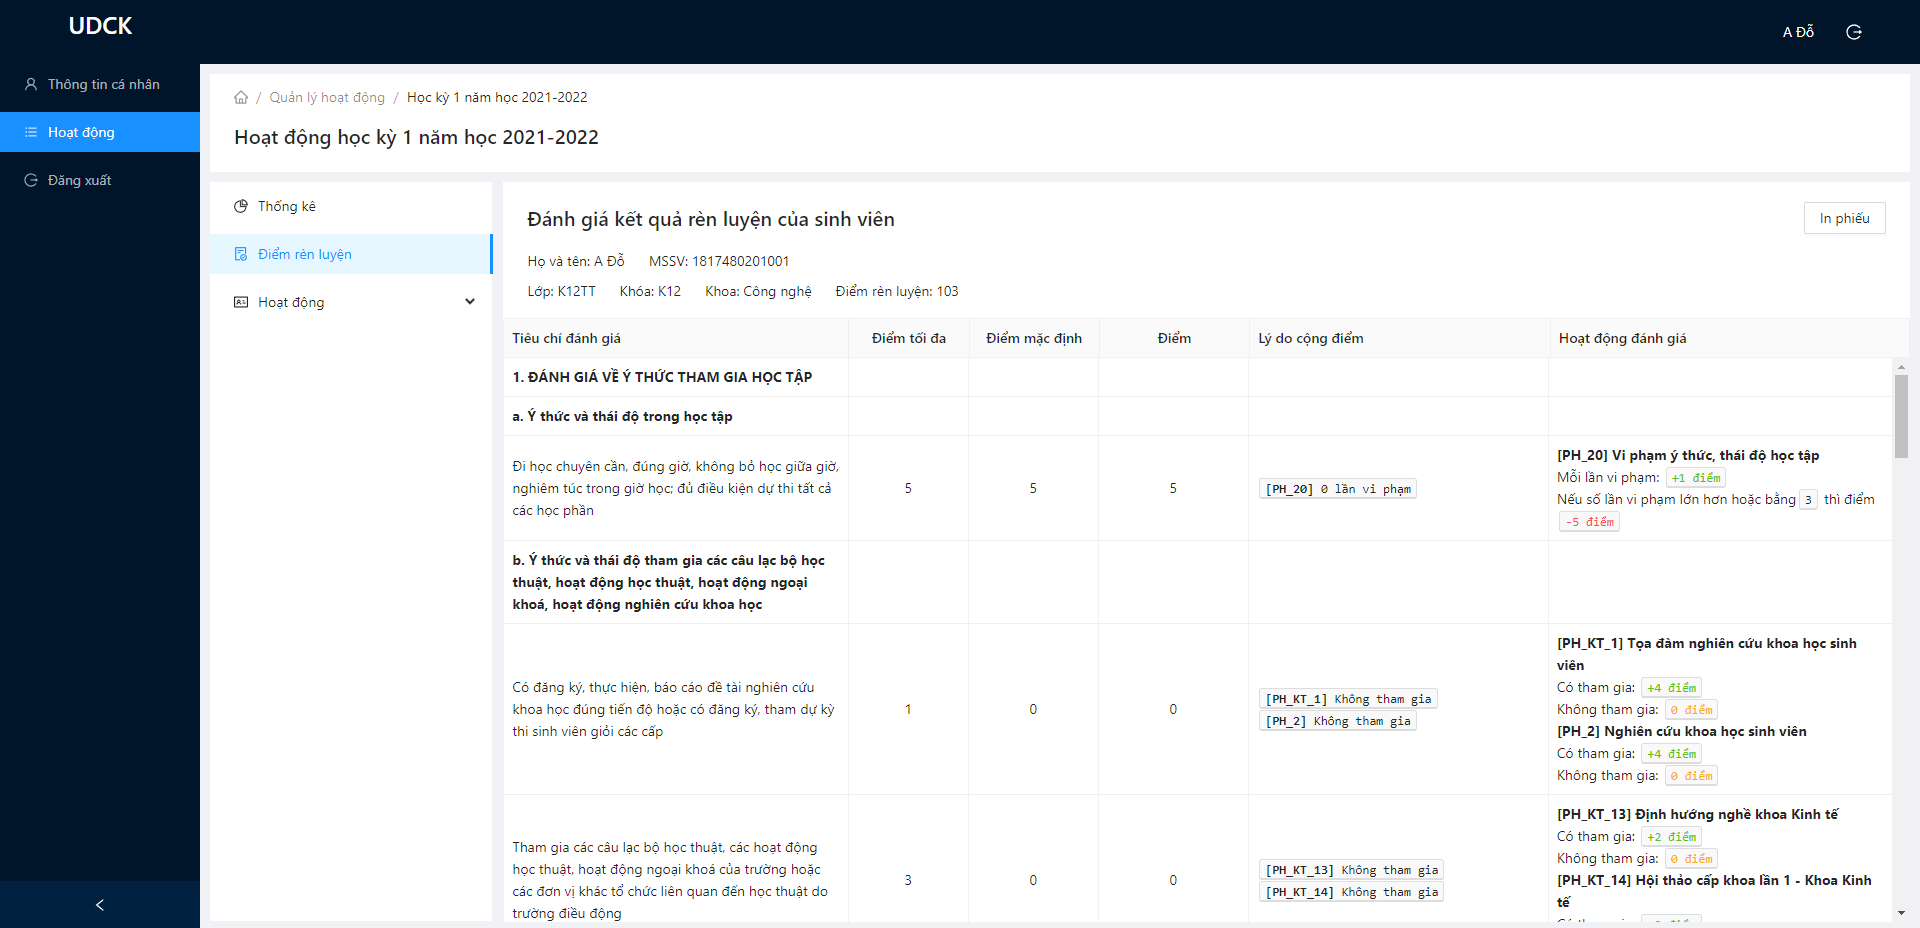 UDCK
A Đỗ
Thông tin cá nhân
Hoạt động
Đăng xuất
/ Quản lý hoạt động / Học kỳ 1 năm học 2021-2022
Hoạt động học kỳ 1 năm học 2021-2022
Thống kê
Điểm rèn luyện
Hoạt động
Đánh giá kết quả rèn luyện của sinh viên
In phiếu
Họ và tên: A Đỗ MSSV: 1817480201001
Lớp: K12TT Khóa: K12 Khoa: Công nghệ Điểm rèn luyện: 103
Tiêu chí đánh giá Điểm tối đa Điểm mặc định Điểm Lý do cộng điểm Hoạt động đánh giá
1. ĐÁNH GIÁ VỀ Ý THỨC THAM GIA HỌC TẬP
a. Ý thức và thái độ trong học tập
Đi học chuyên cần, đúng giờ, không bỏ học giữa giờ,
nghiêm túc trong giờ học; đủ điều kiện dự thi tất cả
các học phần
5 5 5
[PH_20] 0 lần vi phạm
[PH_20] Vi phạm ý thức, thái độ học tập
Mỗi lần vi phạm: +1 điểm
Nếu số lần vi phạm lớn hơn hoặc bằng 3 thì điểm
-5 điểm
b. Ý thức và thái độ tham gia các câu lạc bộ học
thuật, hoạt động học thuật, hoạt động ngoại
khoá, hoạt động nghiên cứu khoa học
Có đăng ký, thực hiện, báo cáo đề tài nghiên cứu
khoa học đúng tiến độ hoặc có đăng ký, tham dự kỳ
thi sinh viên giỏi các cấp
1 0 0
[PH_KT_1] Không tham gia
[PH_2] Không tham gia
[PH_KT_1] Tọa đàm nghiên cứu khoa học sinh
viên
Có tham gia: +4 điểm
Không tham gia: 0 điểm
[PH_2] Nghiên cứu khoa học sinh viên
Có tham gia: +4 điểm
Không tham gia: 0 điểm
Tham gia các câu lạc bộ học thuật, các hoạt động
học thuật, hoạt động ngoại khoá của trường hoặc
các đơn vị khác tổ chức liên quan đến học thuật do
trường điều động
3 0 0
[PH_KT_13] Không tham gia
[PH_KT_14] Không tham gia
[PH_KT_13] Định hướng nghề khoa Kinh tế
Có tham gia: +2 điểm
Không tham gia: 0 điểm
[PH_KT_14] Hội thảo cấp khoa lần 1 - Khoa Kinh
tế